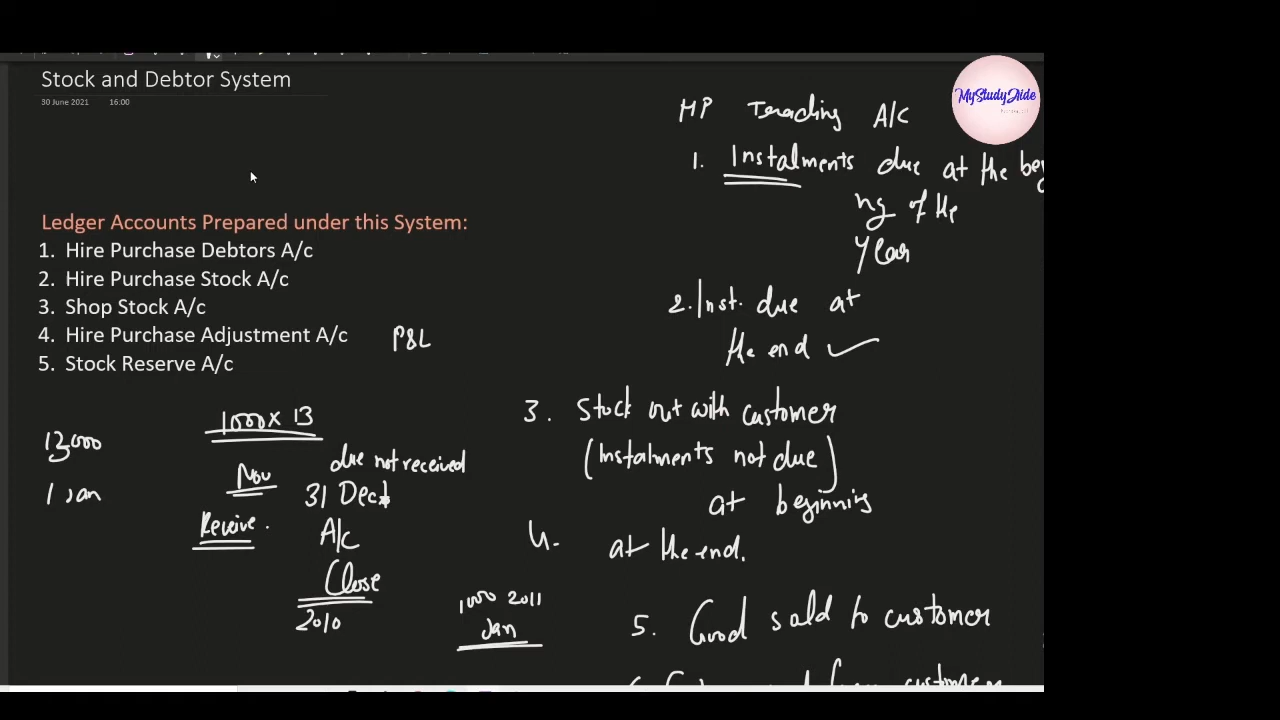 Stock and Debtor System
30 June 2021 16:00
MyStudyJide
HP Teading A/c
1. Instalments due at the beg
ng of the
Year
Ledger Accounts Prepared under this System:
1. Hire Purchase Debtors A/c
2. Hire Purchase Stock A/c
3. Shop Stock A/c
4. Hire Purchase Adjustment A/c P&L
5. Stock Reserve A/c
2. Inst. due at
the end
3. Stock out with customer
(Instalments not due)
at beginning
4. at the end.
5. Good sold to customer
customer
1000 x 13
13000
1 Jan
Nov
Receive.
due not received
31 Dec
A/c
Close
2010
1000 2011
Jan